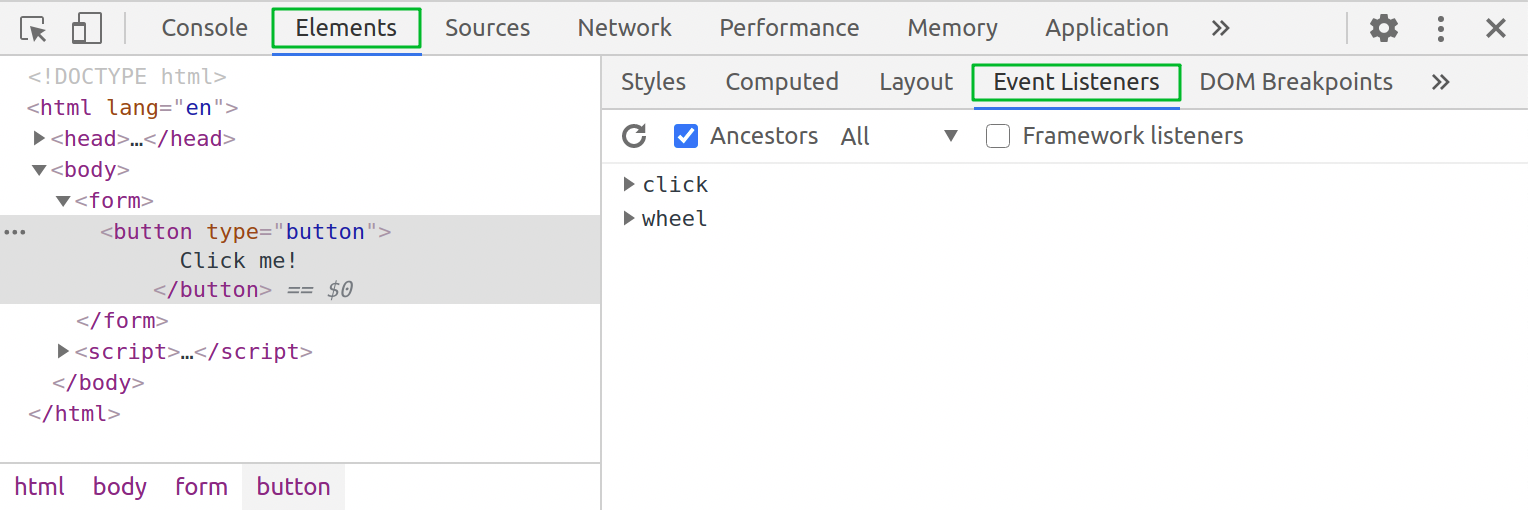 Console Elements Sources Network Performance Memory Application »
<!DOCTYPE html>
<html lang="en">
<head>…</head>
<body>
<form>
<button type="button">
Click me!
</button> == $0
</form>
<script>…</script>
</body>
</html>
html body form button
Styles Computed Layout Event Listeners DOM Breakpoints »
Ancestors All Framework listeners
click
wheel